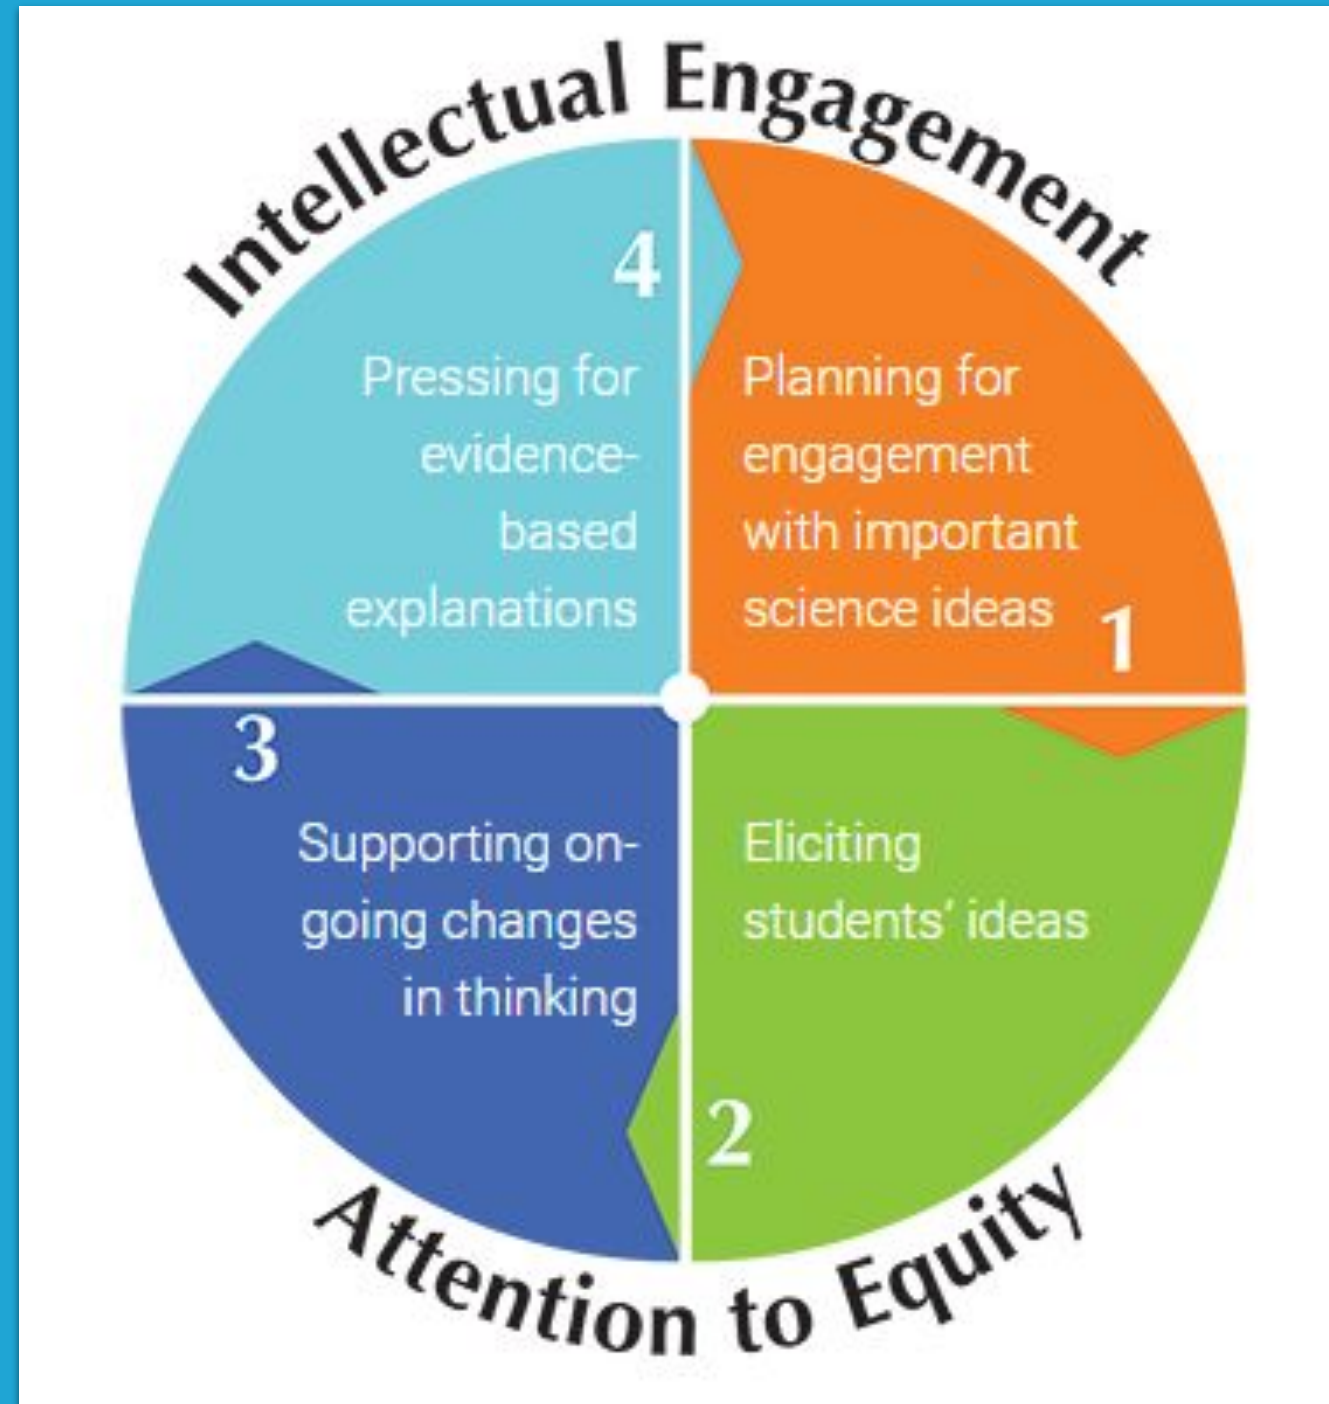 Intellectual Engagement
4
Pressing for
evidence-
based
explanations
Planning for
engagement
with important
science ideas
1
3
Supporting on-
going changes
in thinking
Eliciting
students’ ideas
2
Attention to Equity